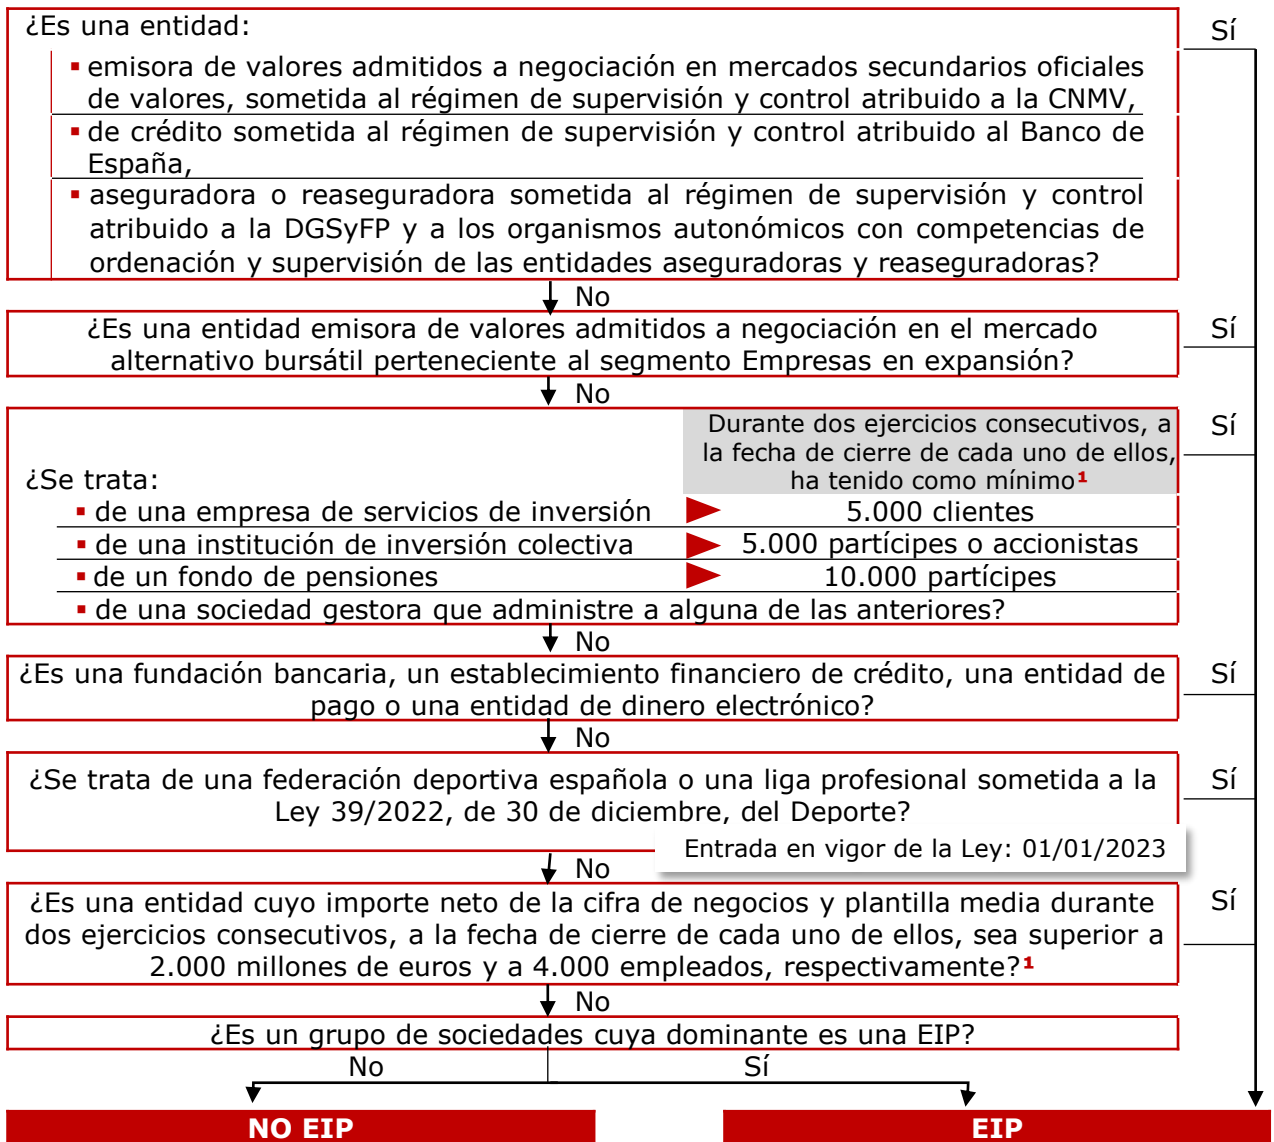 ¿Es una entidad:
Sí
▪ emisora de valores admitidos a negociación en mercados secundarios oficiales
de valores, sometida al régimen de supervisión y control atribuido a la CNMV,
▪ de crédito sometida al régimen de supervisión y control atribuido al Banco de
España,
▪ aseguradora o reaseguradora sometida al régimen de supervisión y control
atribuido a la DGSyFP y a los organismos autonómicos con competencias de
ordenación y supervisión de las entidades aseguradoras y reaseguradoras?
No
¿Es una entidad emisora de valores admitidos a negociación en el mercado
alternativo bursátil perteneciente al segmento Empresas en expansión?
Sí
No
Durante dos ejercicios consecutivos, a
la fecha de cierre de cada uno de ellos,
ha tenido como mínimo¹
Sí
¿Se trata:
▪ de una empresa de servicios de inversión 5.000 clientes
▪ de una institución de inversión colectiva 5.000 partícipes o accionistas
▪ de un fondo de pensiones 10.000 partícipes
▪ de una sociedad gestora que administre a alguna de las anteriores?
No
¿Es una fundación bancaria, un establecimiento financiero de crédito, una entidad de
pago o una entidad de dinero electrónico?
Sí
No
¿Se trata de una federación deportiva española o una liga profesional sometida a la
Ley 39/2022, de 30 de diciembre, del Deporte?
Sí
Entrada en vigor de la Ley: 01/01/2023
No
¿Es una entidad cuyo importe neto de la cifra de negocios y plantilla media durante
dos ejercicios consecutivos, a la fecha de cierre de cada uno de ellos, sea superior a
2.000 millones de euros y a 4.000 empleados, respectivamente?¹
Sí
No
¿Es un grupo de sociedades cuya dominante es una EIP?
No Sí
NO EIP EIP